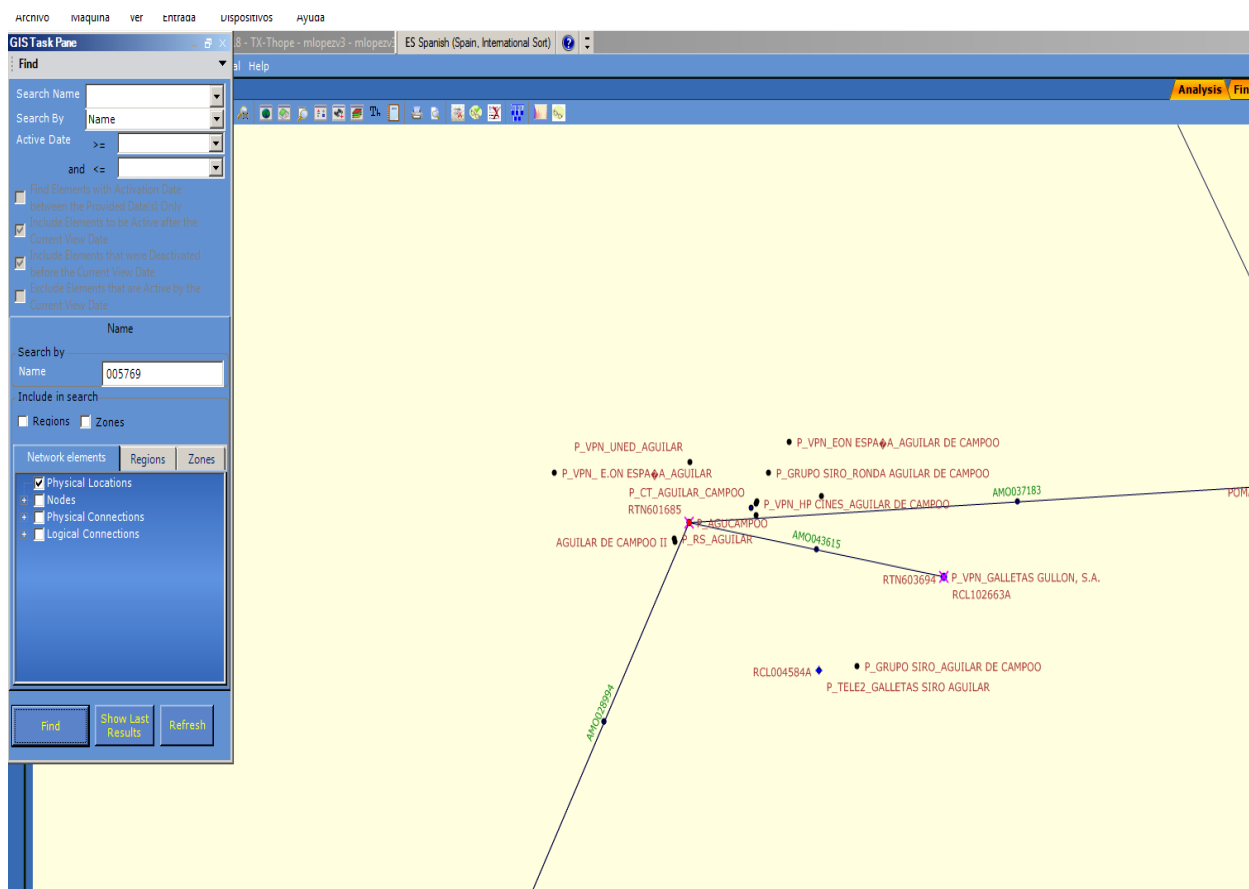 Archivo Maquina Ver Entrada Dispositivos Ayuda
GIS Task Pane
8 - TX-Thope - mlopezv3 - mlopezv3
ES Spanish (Spain, International Sort)
Find
al Help
Analysis Fin
Search Name
Search By Name
Active Date >=
and <=
Find Elements with Activation Date
between the Provided Date(s) Only
Include Elements to be Active after the
Current View Date
Include Elements that were Deactivated
before the Current View Date
Exclude Elements that are Active by the
Current View Date
Name
Search by
Name 005769
Include in search
Regions Zones
Network elements Regions Zones
Physical Locations
Nodes
Physical Connections
Logical Connections
Find
Show Last
Results
Refresh
P_VPN_UNED_AGUILAR
P_VPN_EON ESPA�A_AGUILAR DE CAMPOO
P_VPN_ E.ON ESPA�A_AGUILAR
P_GRUPO SIRO_RONDA AGUILAR DE CAMPOO
P_CT_AGUILAR_CAMPOO
AMO037183
POMA
RTN601685
P_VPN_HP CINES_AGUILAR DE CAMPOO
P_AGUCAMPOO
AGUILAR DE CAMPOO II
P_RS_AGUILAR
AMO043615
RTN603694
P_VPN_GALLETAS GULLON, S.A.
RCL102663A
RCL004584A
P_GRUPO SIRO_AGUILAR DE CAMPOO
P_TELE2_GALLETAS SIRO AGUILAR
AMO028994